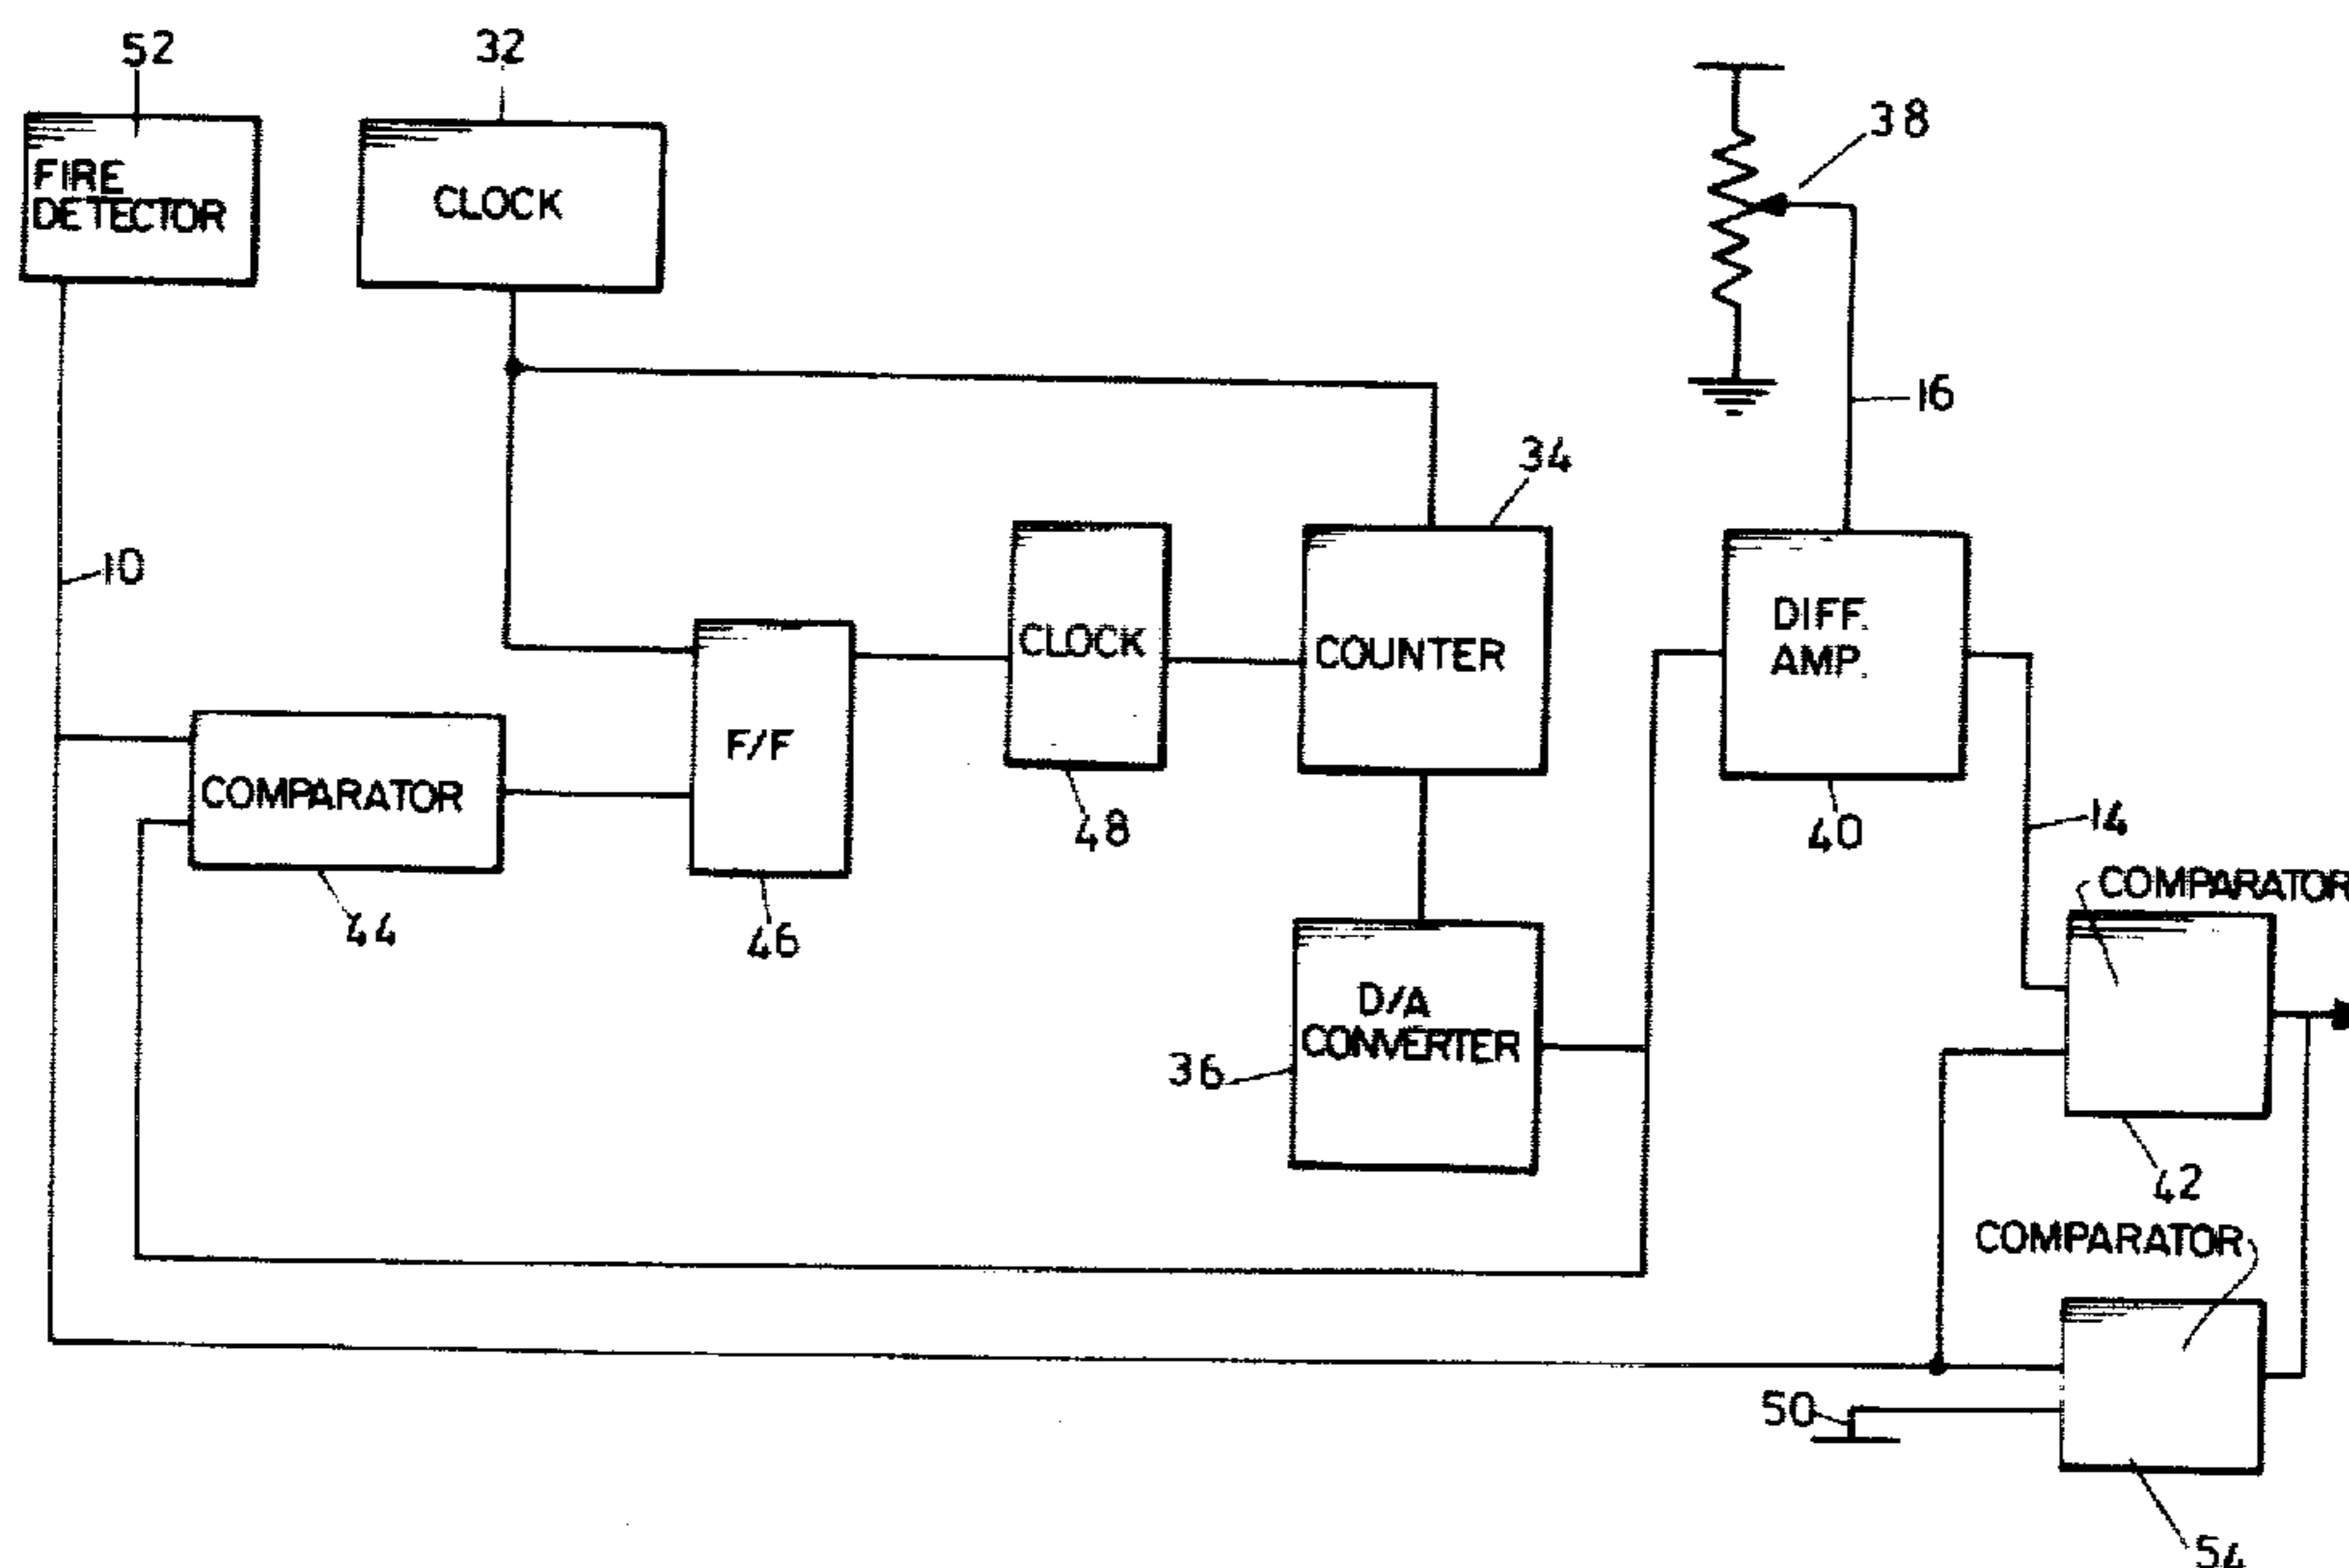 52
32
38
FIRE
DETECTOR
CLOCK
16
34
10
CLOCK
COUNTER
DIFF.
AMP.
F/F
COMPARATOR
48
40
14
44
46
COMPARATOR
D/A
CONVERTER
36
42
COMPARATOR
50
54